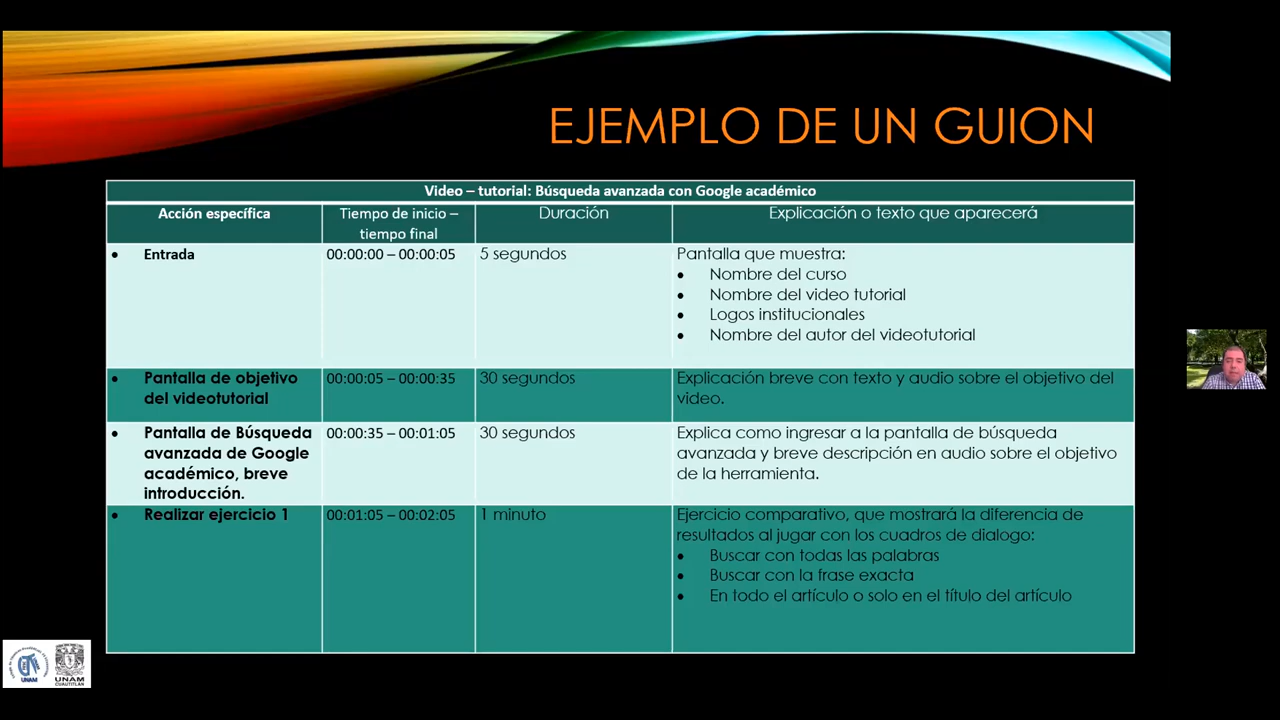 EJEMPLO DE UN GUION
Video – tutorial: Búsqueda avanzada con Google académico
Acción específica
Tiempo de inicio –
tiempo final
Duración
Explicación o texto que aparecerá
• Entrada
00:00:00 – 00:00:05
5 segundos
Pantalla que muestra:
• Nombre del curso
• Nombre del video tutorial
• Logos institucionales
• Nombre del autor del videotutorial
• Pantalla de objetivo
del videotutorial
00:00:05 – 00:00:35
30 segundos
Explicación breve con texto y audio sobre el objetivo del
video.
• Pantalla de Búsqueda
avanzada de Google
académico, breve
introducción.
00:00:35 – 00:01:05
30 segundos
Explica como ingresar a la pantalla de búsqueda
avanzada y breve descripción en audio sobre el objetivo
de la herramienta.
• Realizar ejercicio 1
00:01:05 – 00:02:05
1 minuto
Ejercicio comparativo, que mostrará la diferencia de
resultados al jugar con los cuadros de dialogo:
• Buscar con todas las palabras
• Buscar con la frase exacta
• En todo el artículo o solo en el título del artículo
UNAM
UNAM
CUAUTITLÁN